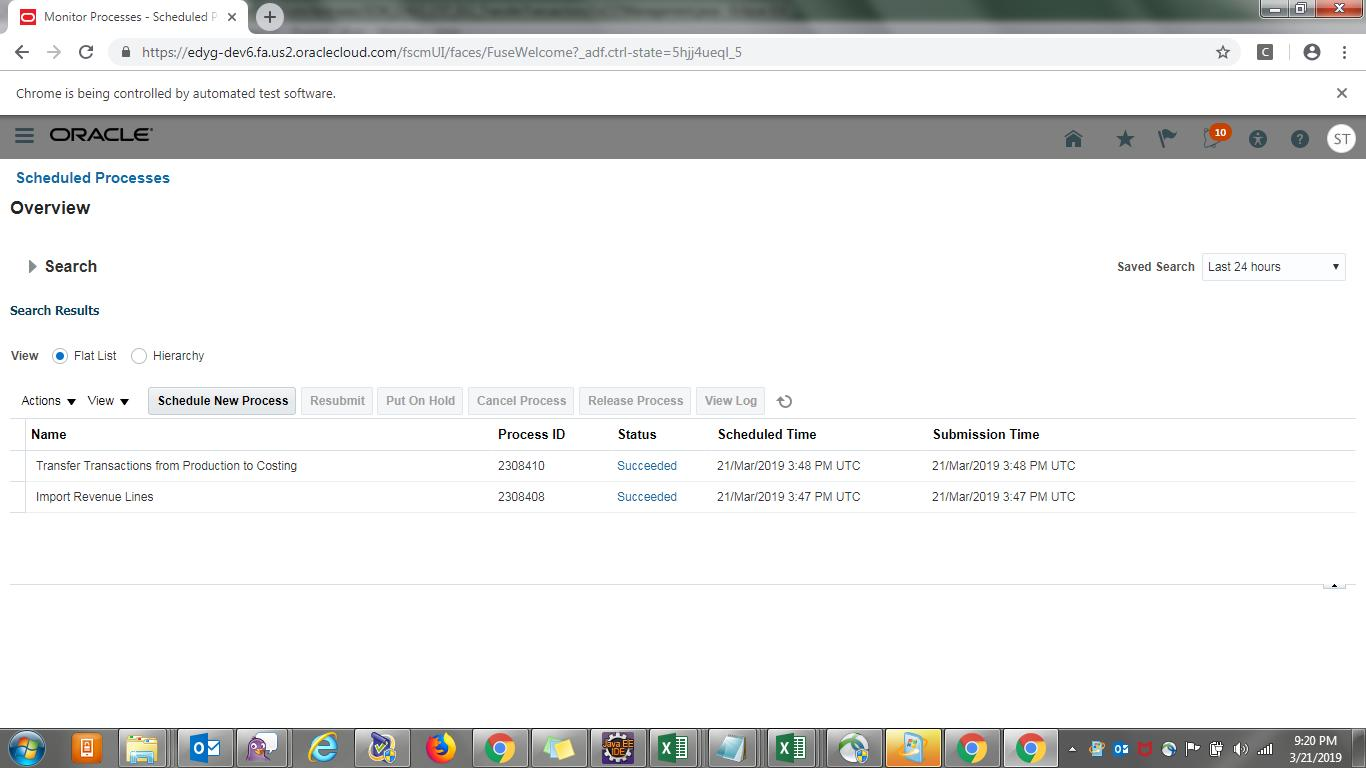 Monitor Processes - Scheduled P
https://edyg-dev6.fa.us2.oraclecloud.com/fscmUI/faces/FuseWelcome?_adf.ctrl-state=5hjj4ueql_5
C
Chrome is being controlled by automated test software.
ORACLE
10
ST
Scheduled Processes
Overview
Search
Saved Search Last 24 hours
Search Results
View Flat List Hierarchy
Actions View Schedule New Process Resubmit Put On Hold Cancel Process Release Process View Log
Name Process ID Status Scheduled Time Submission Time
Transfer Transactions from Production to Costing 2308410 Succeeded 21/Mar/2019 3:48 PM UTC 21/Mar/2019 3:48 PM UTC
Import Revenue Lines 2308408 Succeeded 21/Mar/2019 3:47 PM UTC 21/Mar/2019 3:47 PM UTC
Java EE
IDE
9:20 PM
3/21/2019